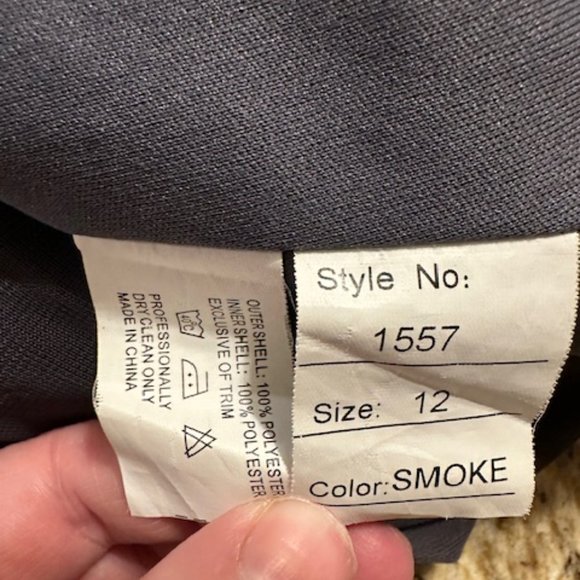 OUTER SHELL: 100% POLYESTER
INNER SHELL: 100% POLYESTER
EXCLUSIVE OF TRIM
40°C
PROFESSIONALLY
DRY CLEAN ONLY
MADE IN CHINA
Style No:
1557
Size: 12
Color: SMOKE